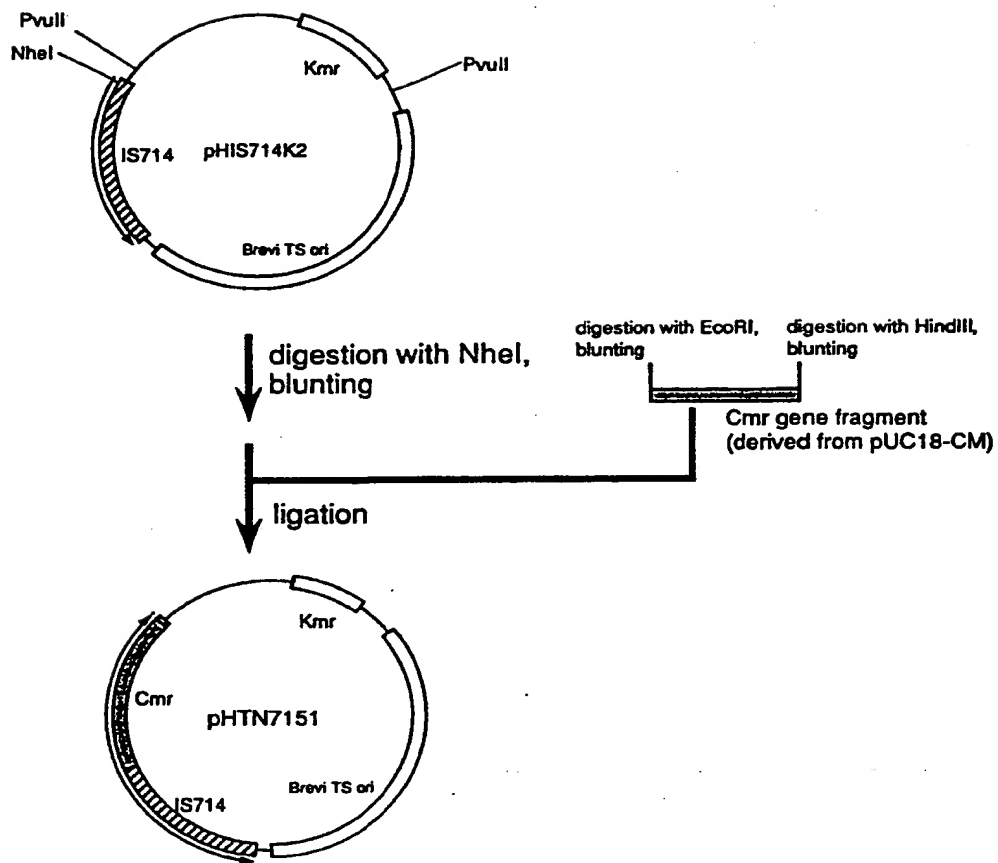 PvuII
NheI
Kmr
PvuII
IS714
pHIS714K2
Brevi TS ori
digestion with NheI,
blunting
digestion with EcoRI,
blunting
digestion with HindIII,
blunting
Cmr gene fragment
(derived from pUC18-CM)
ligation
Kmr
Cmr
pHTN7151
Brevi TS ori
IS714